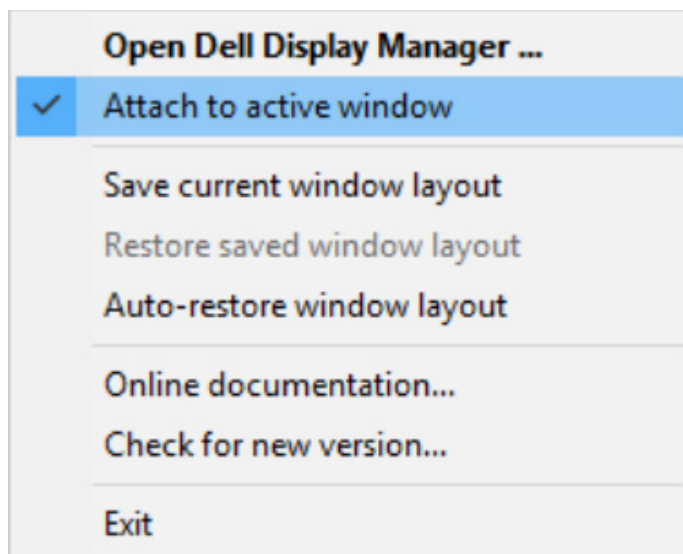 Open Dell Display Manager ...
Attach to active window
Save current window layout
Restore saved window layout
Auto-restore window layout
Online documentation...
Check for new version...
Exit